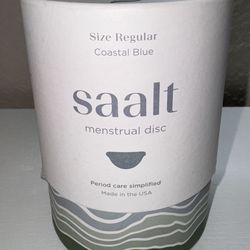 Size Regular
Coastal Blue
saalt
menstrual disc
Period care simplified
Made in the USA